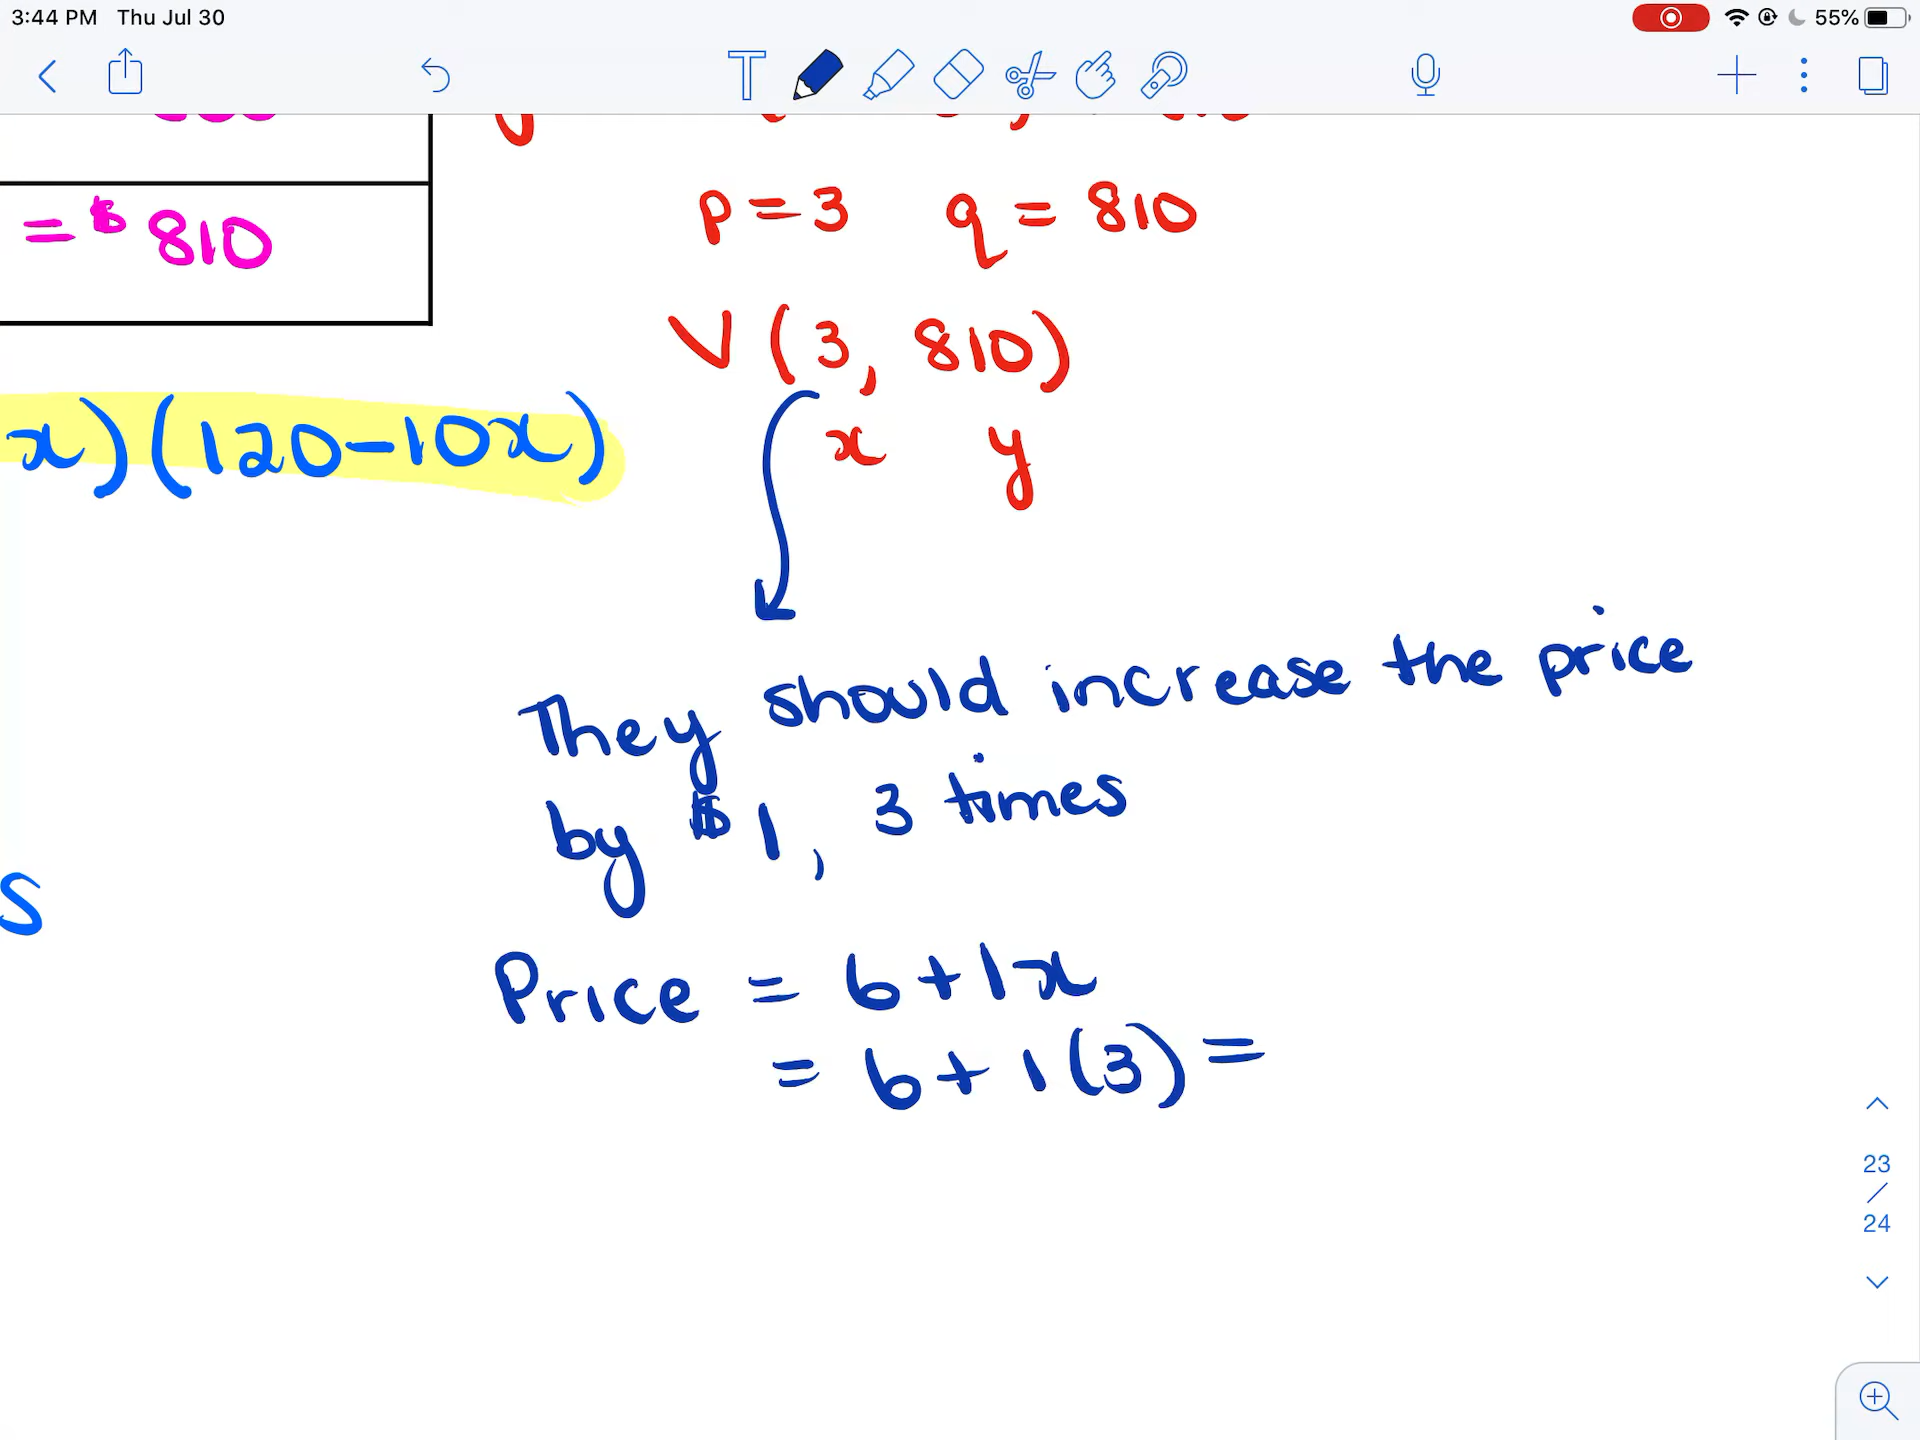 3:44 PM Thu Jul 30 55%
T
p = 3 q = 810
= $ 810
V (3, 810)
x) (120-10x)
x y
They should increase the price
by $1, 3 times
S
Price = 6+1x
= 6+1(3) =
23
/
24